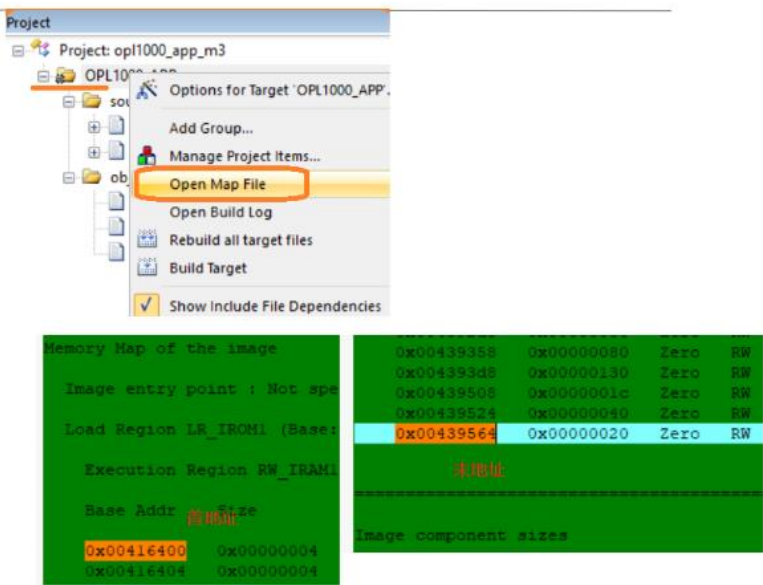 Project
Project: opl1000_app_m3
OPL1000_APP
sou
Options for Target 'OPL1000_APP'.
Add Group...
Manage Project Items...
ob
Open Map File
Open Build Log
Rebuild all target files
Build Target
Show Include File Dependencies
Memory Map of the image
Image entry point : Not spe
Load Region LR_IROM1 (Base:
Execution Region RW_IRAM1
Base Addr Size
首地址
0x00416400 0x00000004
0x00416404 0x00000004
0x00439358 0x00000080 Zero RW
0x004393d8 0x00000130 Zero RW
0x00439508 0x0000001c Zero RW
0x00439524 0x00000040 Zero RW
0x00439564 0x00000020 Zero RW
末地址
Image component sizes